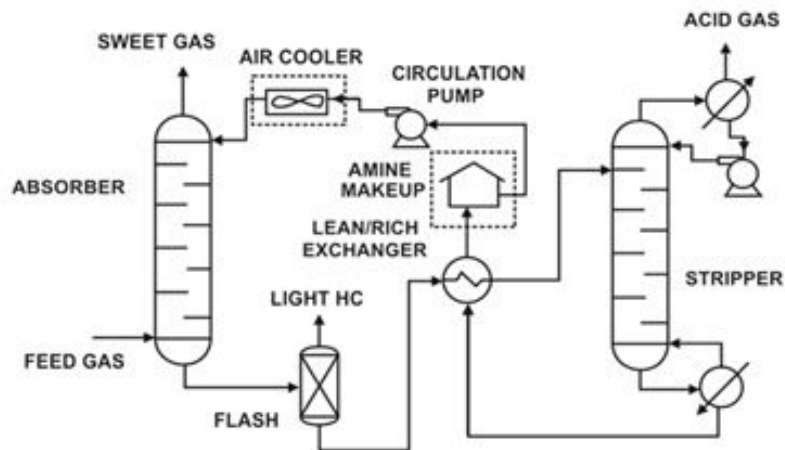 SWEET GAS
AIR COOLER
CIRCULATION
PUMP
ACID GAS
ABSORBER
AMINE
MAKEUP
LEAN/RICH
EXCHANGER
LIGHT HC
STRIPPER
FEED GAS
FLASH